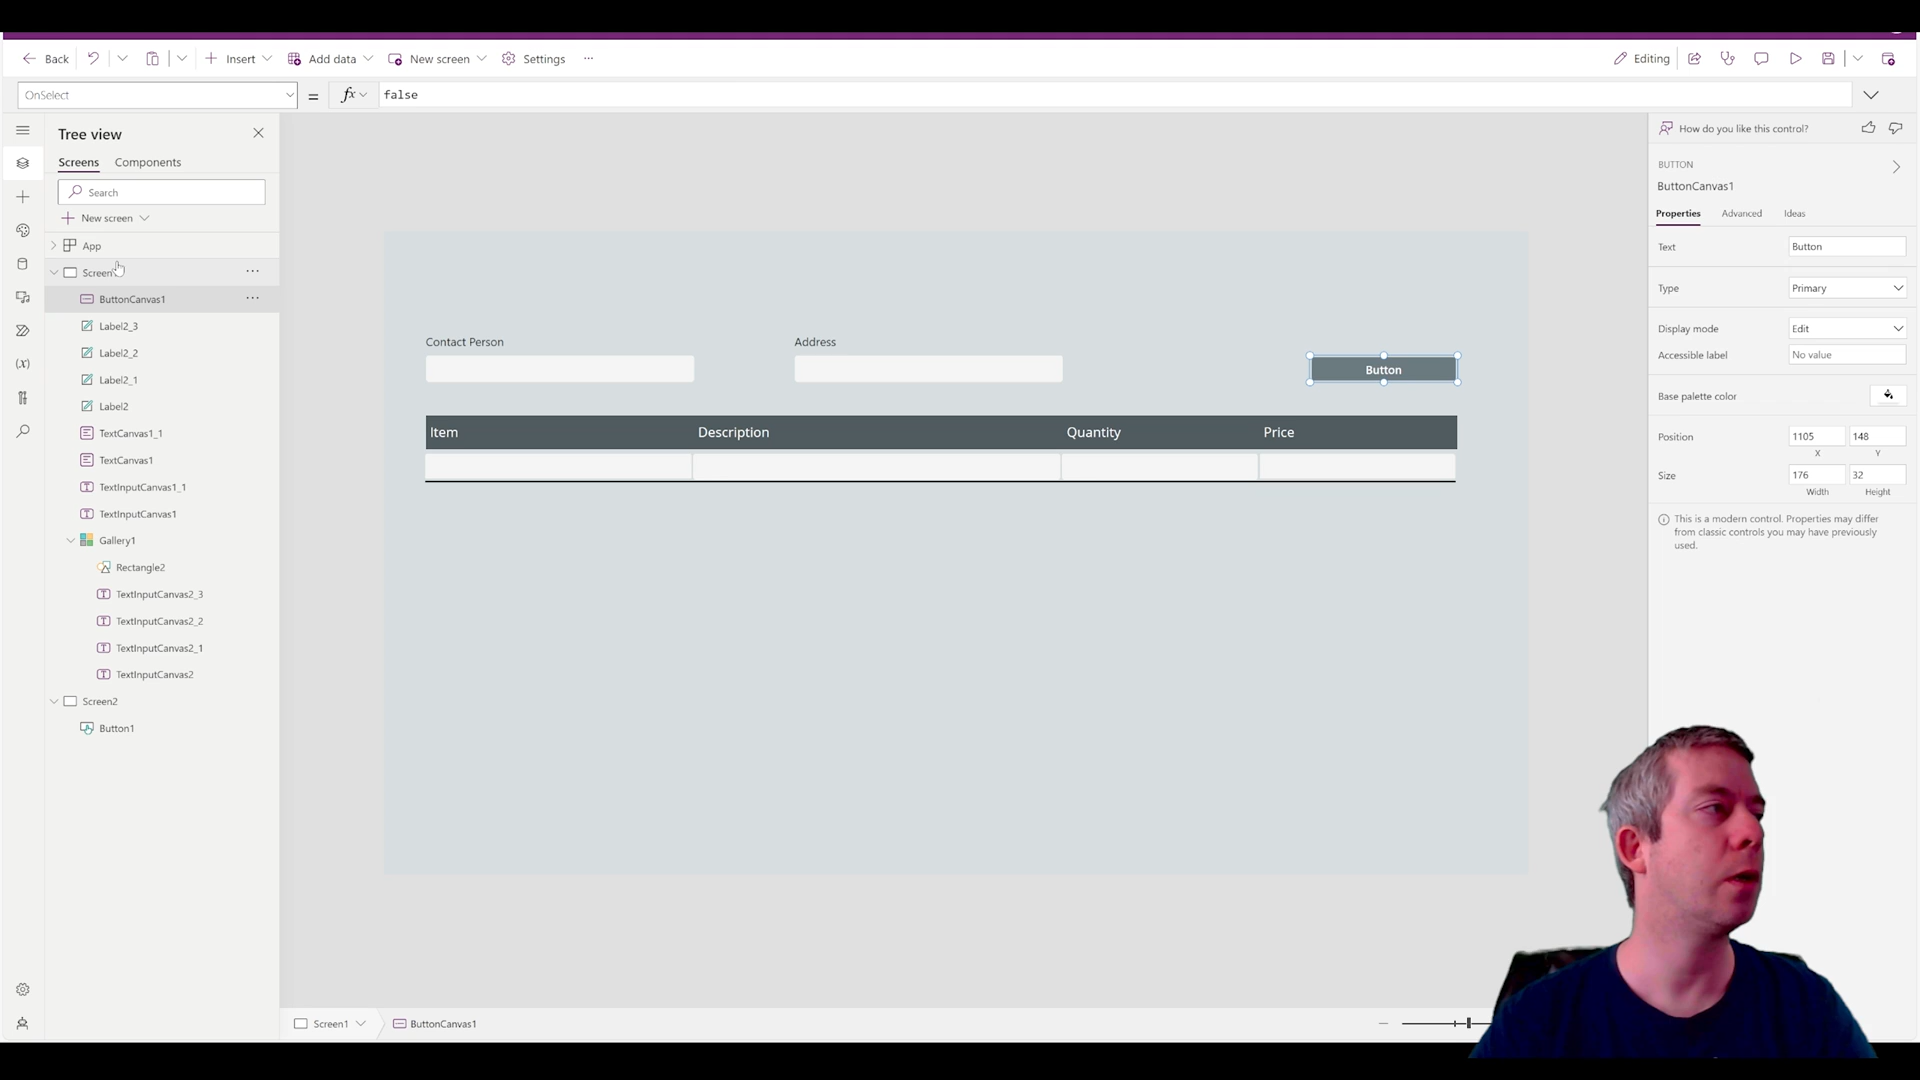 Back
Insert
Add data
New screen
Settings
...
Editing
OnSelect
= fx false
Tree view
Screens Components
Search
New screen
App
Screen
ButtonCanvas1
Label2_3
Label2_2
Label2_1
Label2
TextCanvas1_1
TextCanvas1
TextInputCanvas1_1
TextInputCanvas1
Gallery1
Rectangle2
TextInputCanvas2_3
TextInputCanvas2_2
TextInputCanvas2_1
TextInputCanvas2
Screen2
Button1
Contact Person
Address
Button
Item Description Quantity Price
Screen1 ButtonCanvas1
How do you like this control?
BUTTON
ButtonCanvas1
Properties Advanced Ideas
Text Button
Type Primary
Display mode Edit
Accessible label No value
Base palette color
Position 1105 148
X Y
Size 176 32
Width Height
This is a modern control. Properties may differ
from classic controls you may have previously
used.